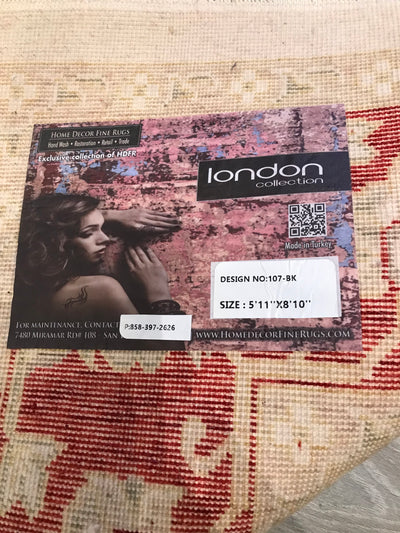 HOME DECOR FINE RUGS
Hand Wash • Restoration • Retail • Trade
Exclusive collection of HDFR
london
collection
Made in Turkey
DESIGN NO:107-BK
SIZE : 5'11''X8'10''
FOR MAINTENANCE, CONTACT
P:858-397-2626
7480 MIRAMAR RD# 108 SAN
WWW.HOMEDECORFINERUGS.COM